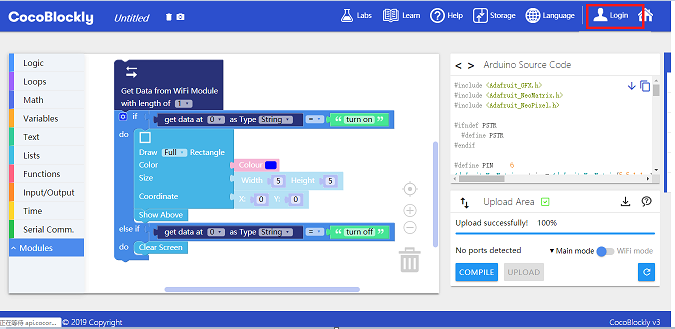 CocoBlockly Untitled Labs Learn Help Storage Language Login
Logic
Loops
Math
Variables
Text
Lists
Functions
Input/Output
Time
Serial Comm.
Modules
Get Data from WiFi Module
with length of 1
if get data at 0 as Type String = “ turn on ”
do
Draw Full Rectangle
Color Colour
Size Width 5 Height 5
Coordinate X: 0 Y: 0
Show Above
else if get data at 0 as Type String = “ turn off ”
do Clear Screen
< > Arduino Source Code
#include <Adafruit_GFX.h>
#include <Adafruit_NeoMatrix.h>
#include <Adafruit_NeoPixel.h>
#ifndef PSTR
#define PSTR
#endif
#define PIN 6
Upload Area
Upload successfully! 100%
No ports detected Main mode WiFi mode
COMPILE UPLOAD
正在等待 api.cocor...
© 2019 Copyright CocoBlockly v3